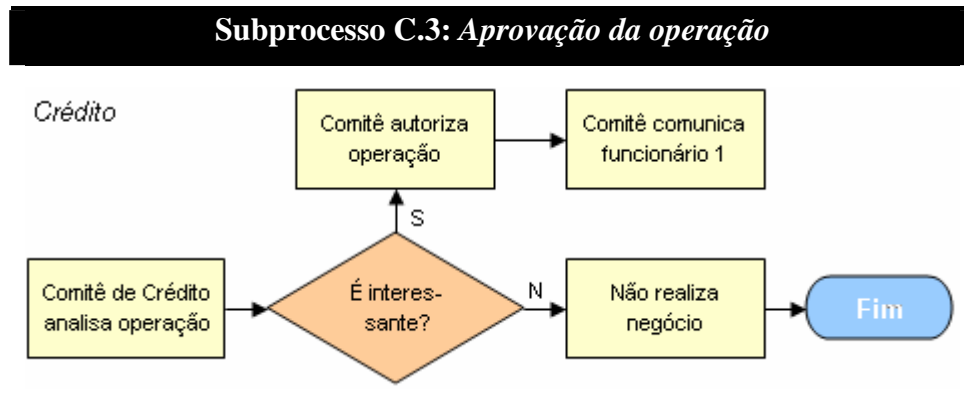 Subprocesso C.3: Aprovação da operação
Crédito
Comitê autoriza
operação
Comitê comunica
funcionário 1
S
Comitê de Crédito
analisa operação
É interes-
sante?
N
Não realiza
negócio
Fim